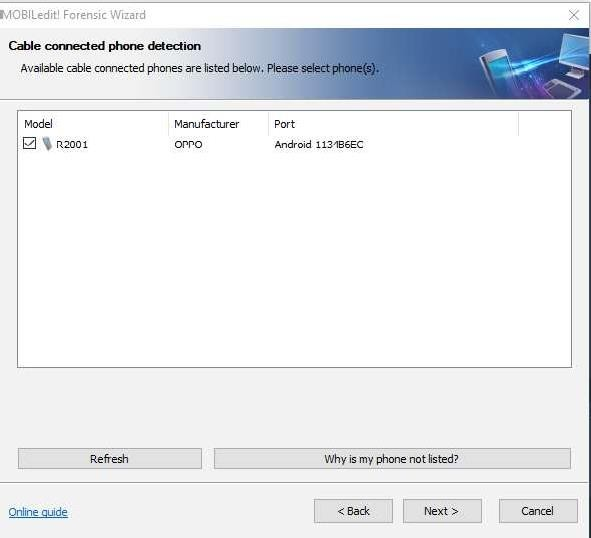 MOBILedit! Forensic Wizard
Cable connected phone detection
Available cable connected phones are listed below. Please select phone(s).
Model Manufacturer Port
R2001 OPPO Android 1134B6EC
Refresh Why is my phone not listed?
Online guide < Back Next > Cancel